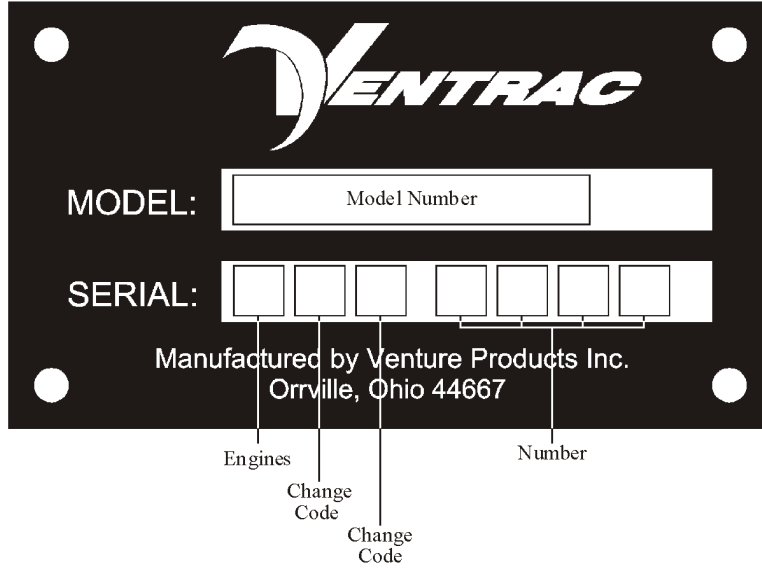 VENTRAC
MODEL: Model Number
SERIAL:
Manufactured by Venture Products Inc.
Orrville, Ohio 44667
Engines
Number
Change
Code
Change
Code